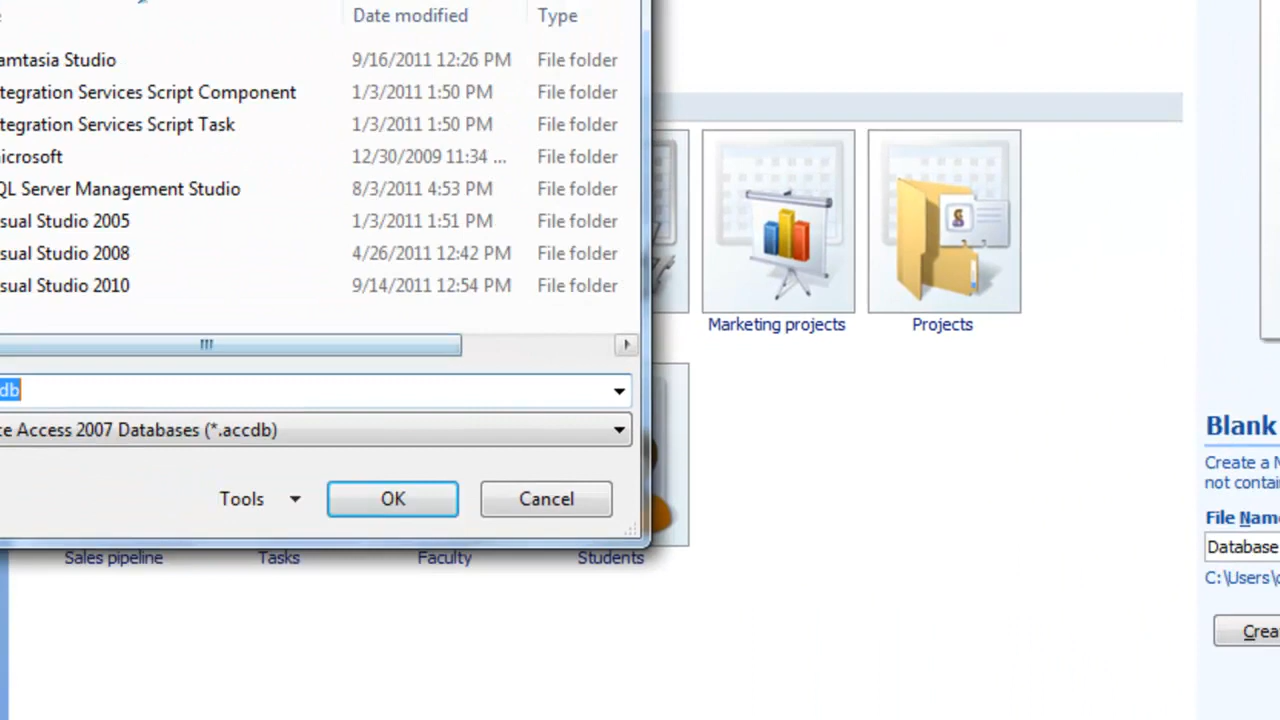 Date modified Type
amtasia Studio 9/16/2011 12:26 PM File folder
tegration Services Script Component 1/3/2011 1:50 PM File folder
tegration Services Script Task 1/3/2011 1:50 PM File folder
icrosoft 12/30/2009 11:34 ... File folder
QL Server Management Studio 8/3/2011 4:53 PM File folder
sual Studio 2005 1/3/2011 1:51 PM File folder
sual Studio 2008 4/26/2011 12:42 PM File folder
sual Studio 2010 9/14/2011 12:54 PM File folder
db
ce Access 2007 Databases (*.accdb)
Tools OK Cancel
Marketing projects Projects
Sales pipeline Tasks Faculty Students
Blank
Create a
not contai
File Name
Database
C:\Users\
Crea